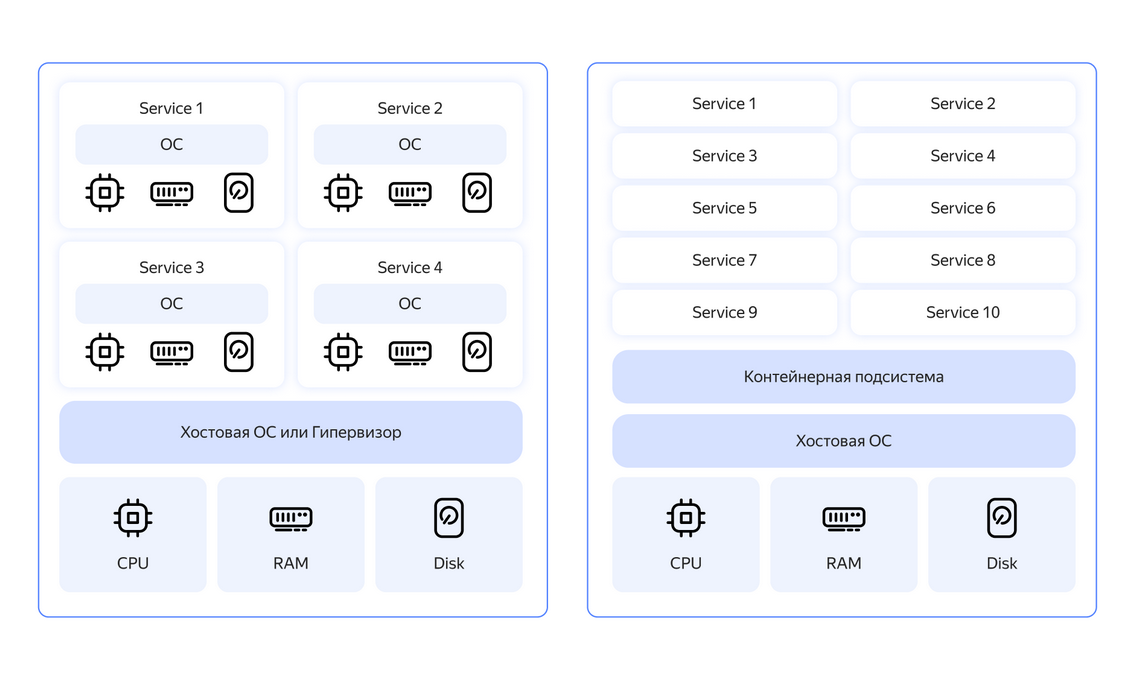 Service 1
ОС
Service 2
ОС
Service 3
ОС
Service 4
ОС
Хостовая ОС или Гипервизор
CPU
RAM
Disk
Service 1
Service 2
Service 3
Service 4
Service 5
Service 6
Service 7
Service 8
Service 9
Service 10
Контейнерная подсистема
Хостовая ОС
CPU
RAM
Disk